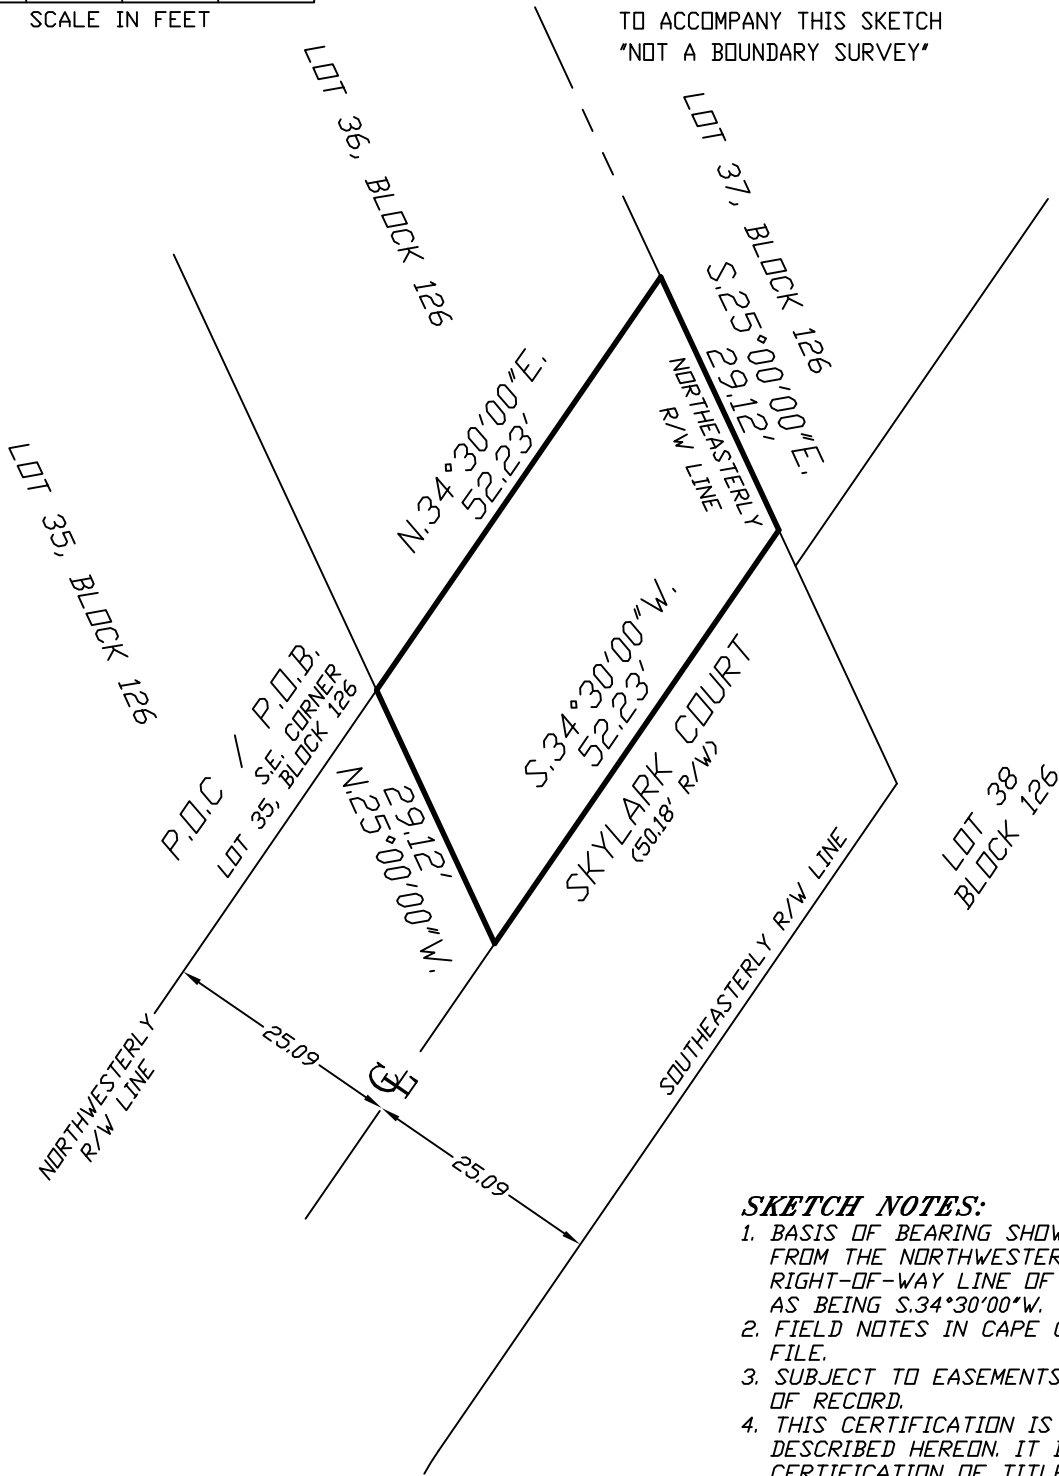 SCALE IN FEET
TO ACCOMPANY THIS SKETCH
"NOT A BOUNDARY SURVEY"
LOT 36, BLOCK 126
LOT 37, BLOCK 126
S.25°00'00"E.
29.12'
NORTHEASTERLY
R/W LINE
N.34°30'00"E.
52.23'
LOT 35, BLOCK 126
S.34°30'00"W.
52.23'
SKYLARK COURT
(50.18' R/W)
P.O.C / P.O.B.
S.E. CORNER
LOT 35, BLOCK 126
29.12'
N.25°00'00"W.
LOT 38
BLOCK 126
SOUTHEASTERLY R/W LINE
NORTHWESTERLY
R/W LINE
25.09
CL
25.09
SKETCH NOTES:
1. BASIS OF BEARING SHOW
FROM THE NORTHWESTER
RIGHT-OF-WAY LINE OF
AS BEING S.34°30'00"W.
2. FIELD NOTES IN CAPE C
FILE.
3. SUBJECT TO EASEMENTS
OF RECORD.
4. THIS CERTIFICATION IS
DESCRIBED HEREON. IT I
CERTIFICATION OF TITLE